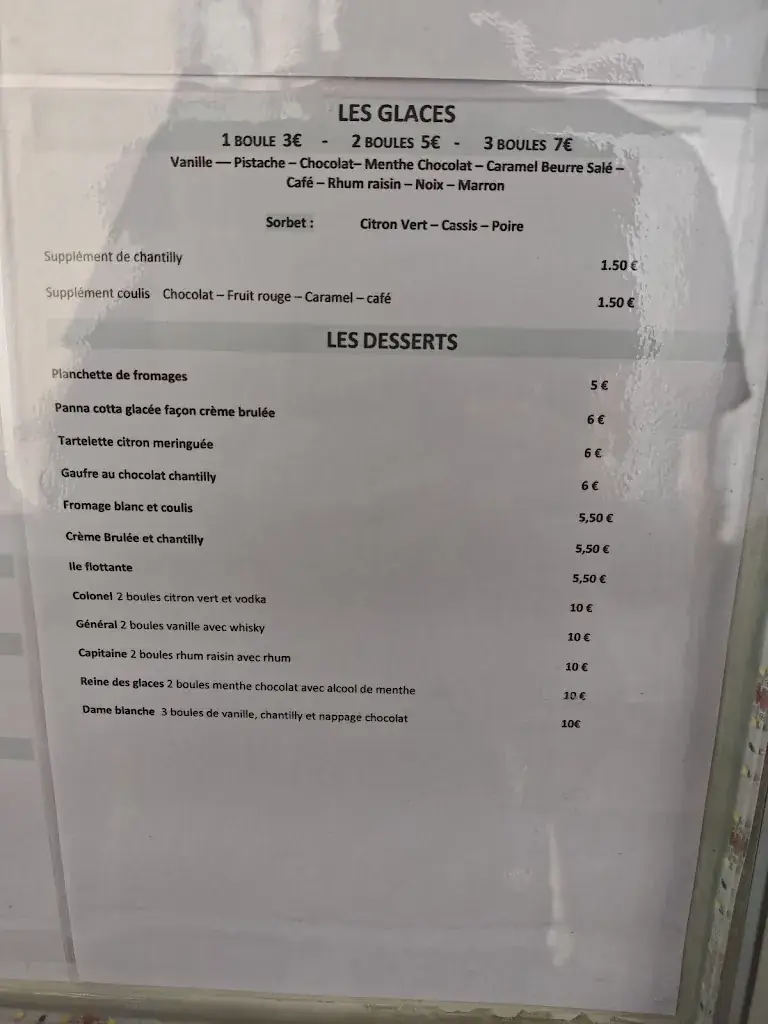 LES GLACES
1 BOULE 3€ - 2 BOULES 5€ - 3 BOULES 7€
Vanille — Pistache – Chocolat– Menthe Chocolat – Caramel Beurre Salé –
Café – Rhum raisin – Noix – Marron
Sorbet : Citron Vert – Cassis – Poire
Supplément de chantilly 1.50 €
Supplément coulis Chocolat – Fruit rouge – Caramel – café 1.50 €
LES DESSERTS
Planchette de fromages 5 €
Panna cotta glacée façon crème brulée 6 €
Tartelette citron meringuée 6 €
Gaufre au chocolat chantilly 6 €
Fromage blanc et coulis 5,50 €
Crème Brulée et chantilly 5,50 €
Ile flottante 5,50 €
Colonel 2 boules citron vert et vodka 10 €
Général 2 boules vanille avec whisky 10 €
Capitaine 2 boules rhum raisin avec rhum 10 €
Reine des glaces 2 boules menthe chocolat avec alcool de menthe 10 €
Dame blanche 3 boules de vanille, chantilly et nappage chocolat 10€